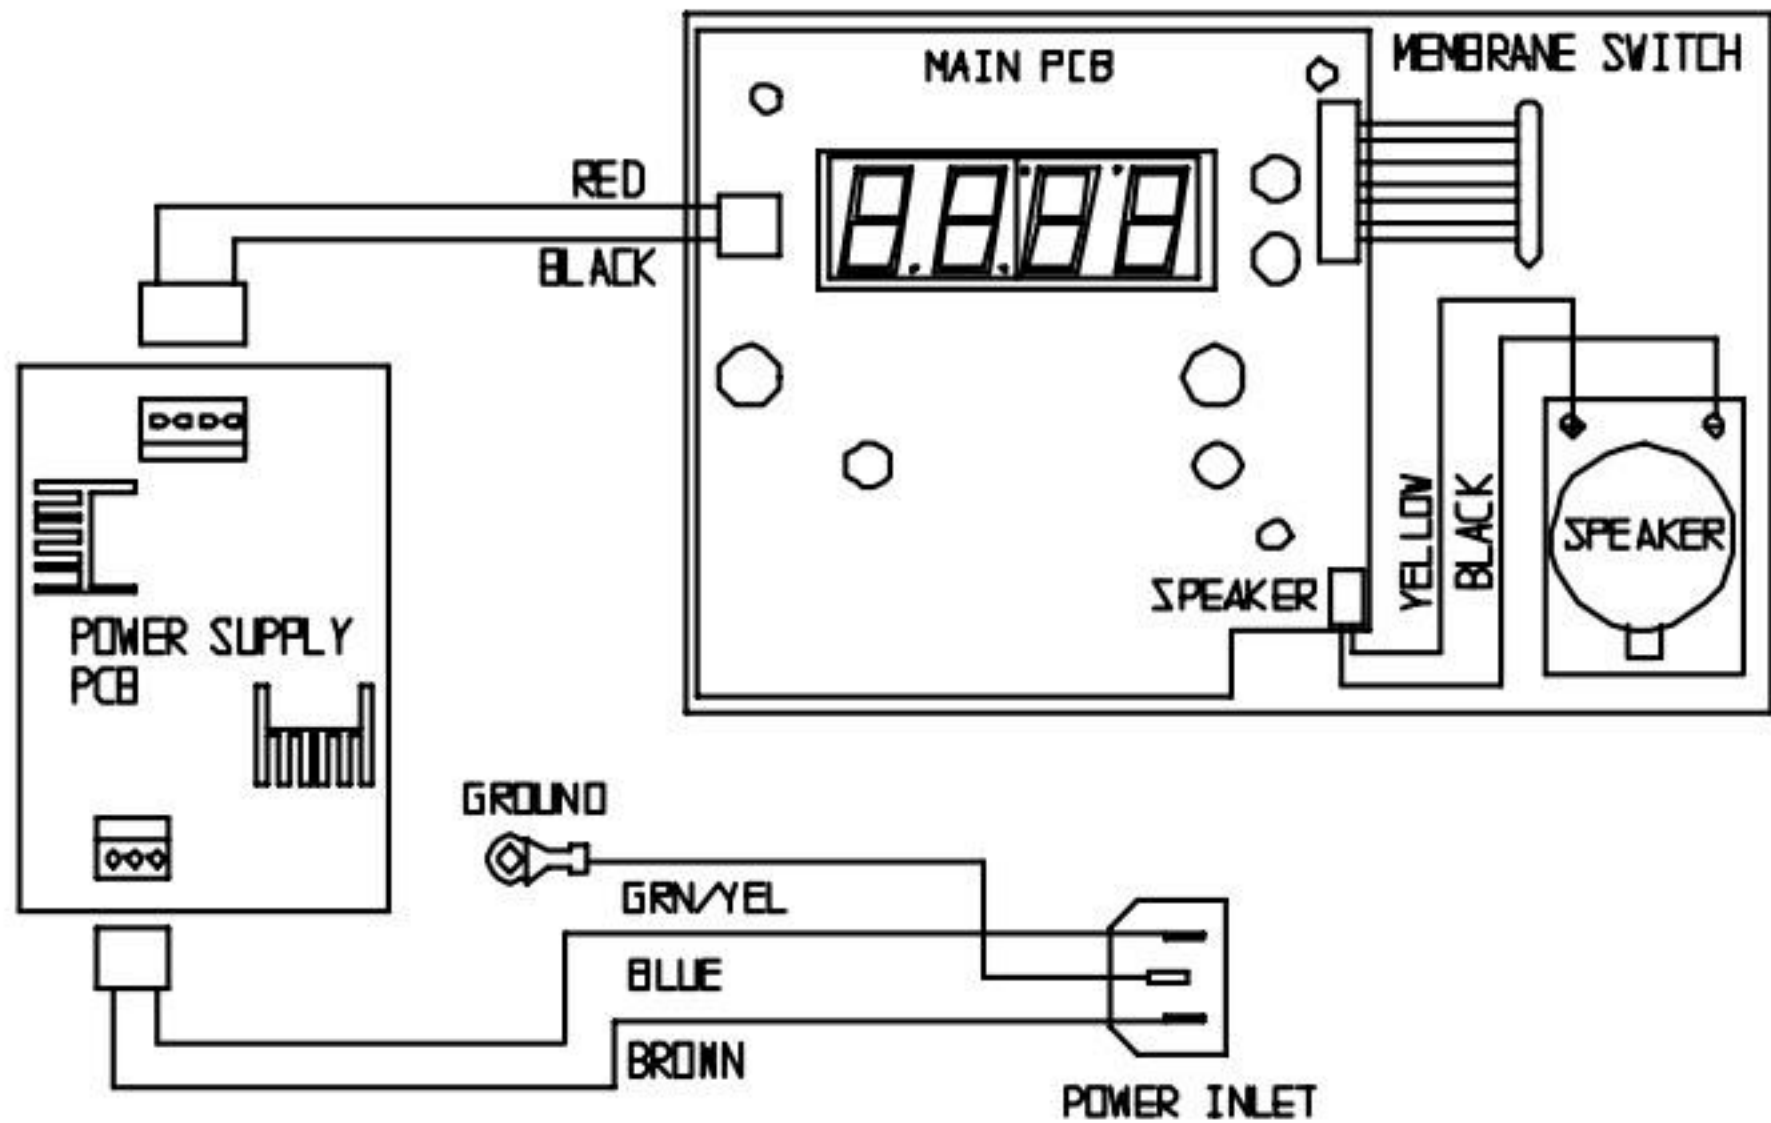 MAIN PCB
MEMBRANE SWITCH
RED
BLACK
SPEAKER
YELLOW
BLACK
SPEAKER
POWER SUPPLY
PCB
GROUND
GRN/YEL
BLUE
BROWN
POWER INLET